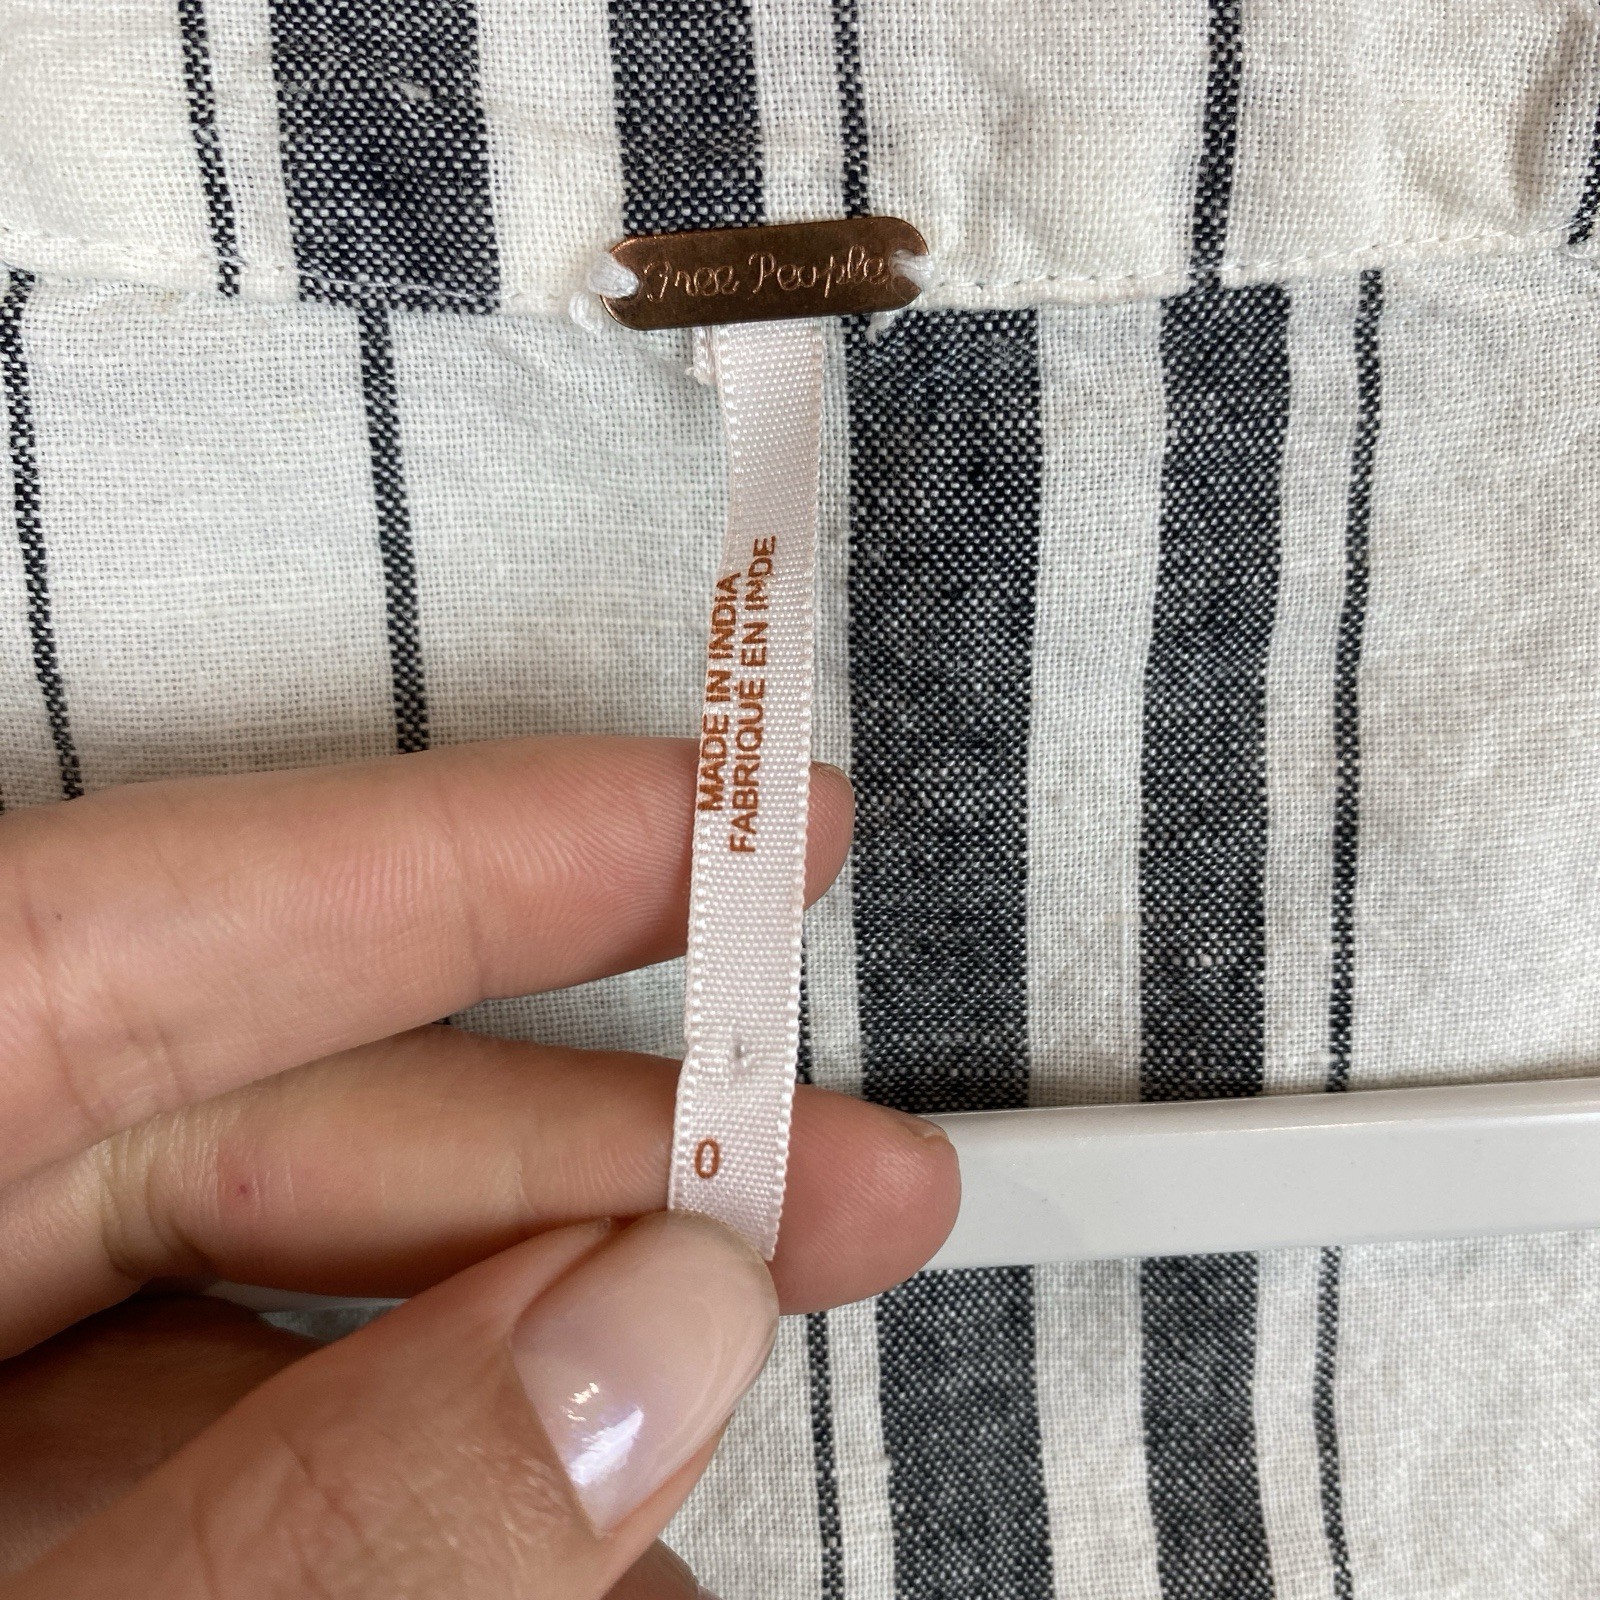 Free People
MADE IN INDIA
FABRIQUÉ EN INDE
0